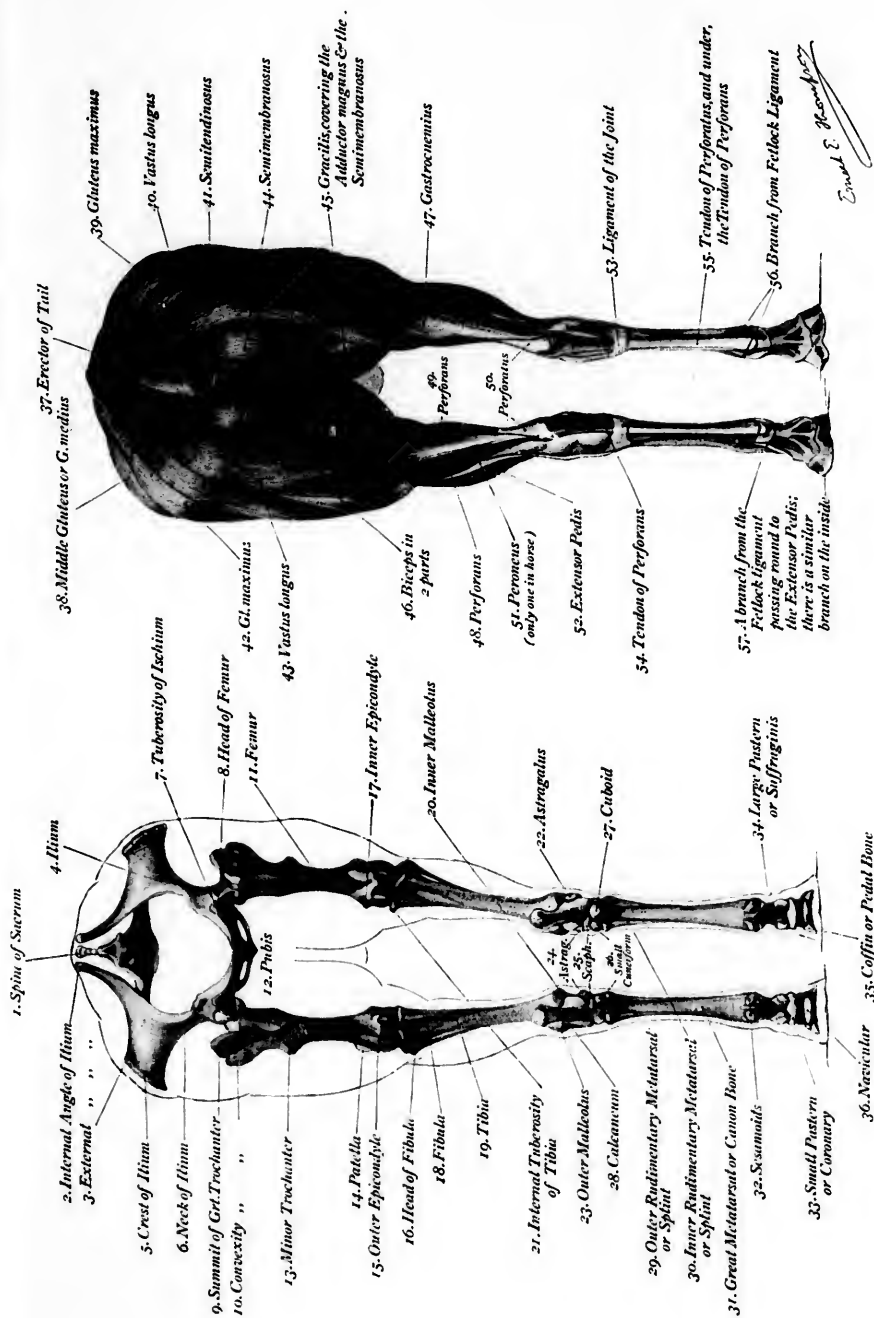 1. Spine of Sacrum
2. Internal Angle of Ilium
3. External „ „ „
4. Ilium
5. Crest of Ilium
6. Neck of Ilium
7. Tuberosity of Ischium
8. Head of Femur
9. Summit of Grt. Trochanter
10. Convexity „ „
11. Femur
12. Pubis
13. Minor Trochanter
14. Patella
15. Outer Epicondyle
16. Head of Fibula
17. Inner Epicondyle
18. Fibula
19. Tibia
20. Inner Malleolus
21. Internal Tuberosity
of Tibia
22. Astragalus
23. Outer Malleolus
24.
Astrag.
25.
Scaph.
26.
Small
Cuneiform
27. Cuboid
28. Calcaneum
29. Outer Rudimentary Metatarsal
or Splint
30. Inner Rudimentary Metatarsal
or Splint
31. Great Metatarsal or Canon Bone
32. Sesamoids
33. Small Pastern
or Coronary
34. Large Pastern
or Suffraginis
35. Coffin or Pedal Bone
36. Navicular
37. Erector of Tail
38. Middle Gluteus or G. medius
39. Gluteus maximus
40. Vastus longus
41. Semitendinosus
42. Gl. maximus
43. Vastus longus
44. Semimembranosus
45. Gracilis, covering the
Adductor magnus & the .
Semimembranosus
46. Biceps in
2 parts
47. Gastrocnemius
48. Perforans
49.
Perforans
50.
Perforatus
51. Peroneus
(only one in horse)
52. Extensor Pedis
53. Ligament of the Joint
54. Tendon of Perforans
55. Tendon of Perforatus, and under,
the Tendon of Perforans
56. Branch from Fetlock Ligament
57. A branch from the
Fetlock ligament
passing round to
the Extensor Pedis;
there is a similar
branch on the inside
Ernest E. Thompson